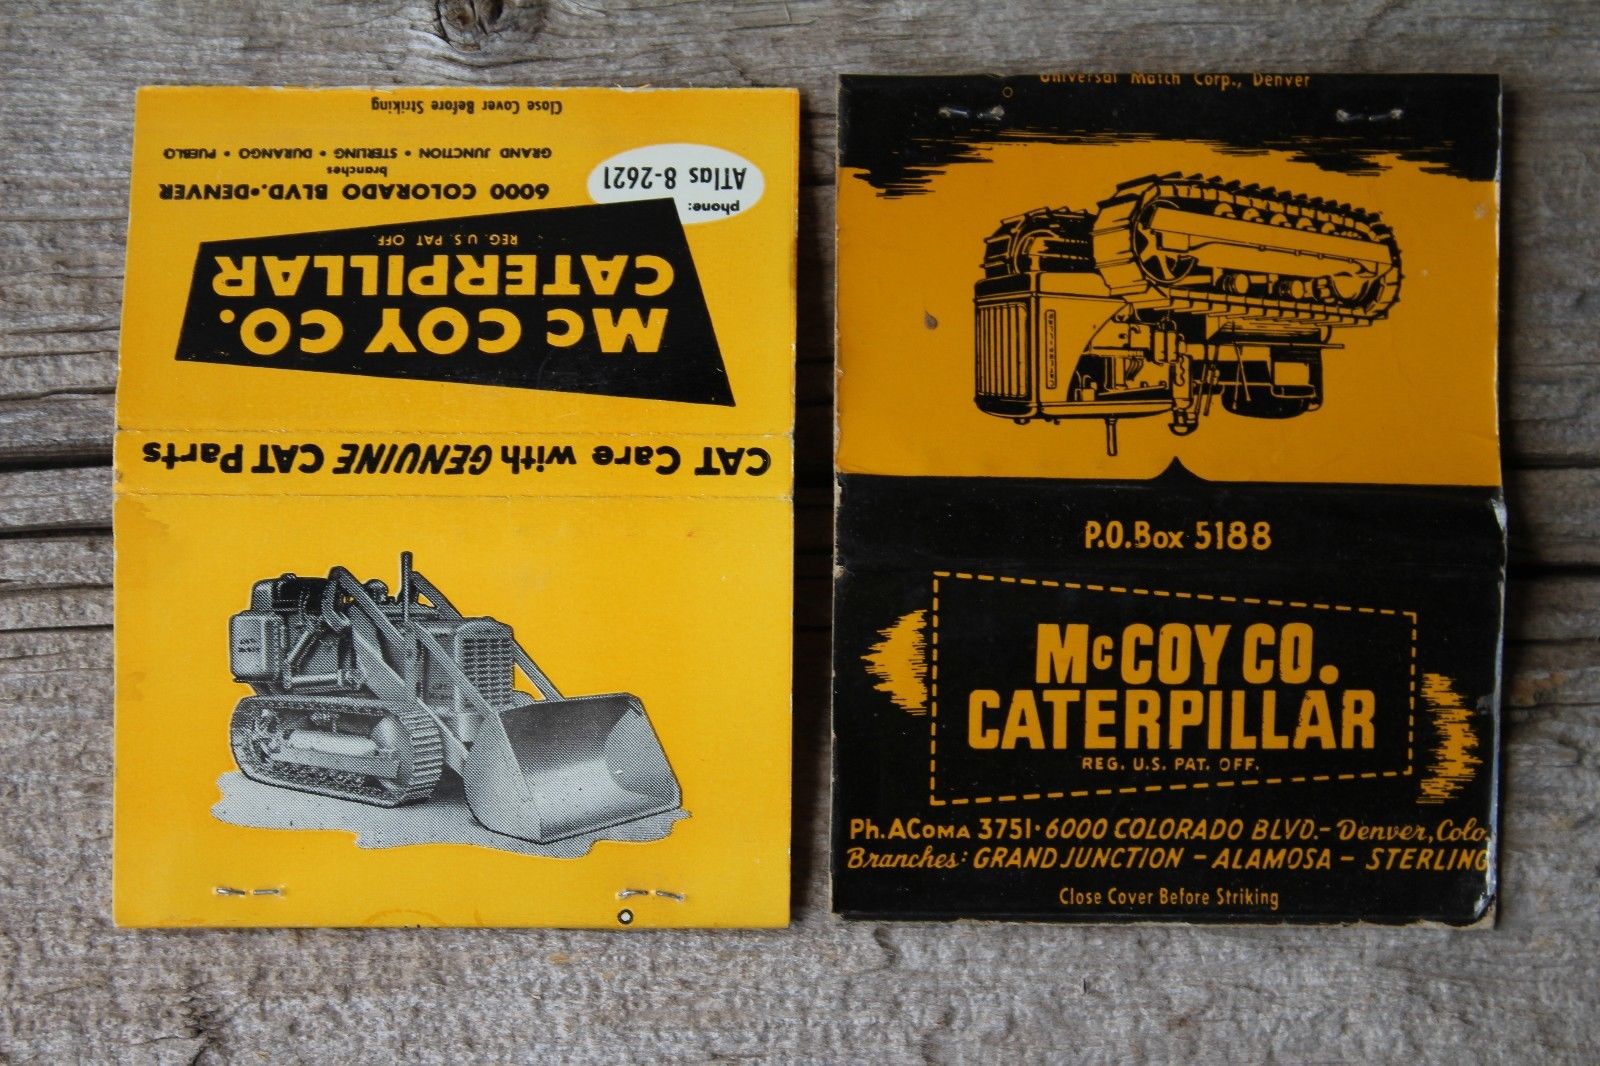 CAT Care with GENUINE CAT Parts
Mc COY CO.
CATERPILLAR
REG. U.S. PAT. OFF.
phone:
ATlas 8-2621
6000 COLORADO BLVD.•DENVER
branches
GRAND JUNCTION • STERLING • DURANGO • PUEBLO
Close Cover Before Striking
Universal Match Corp., Denver
P.O.Box 5188
McCOY CO.
CATERPILLAR
REG. U.S. PAT. OFF.
Ph. ACOMA 3751•6000 COLORADO BLVD.–Denver, Colo.
Branches: GRAND JUNCTION – ALAMOSA – STERLING
Close Cover Before Striking